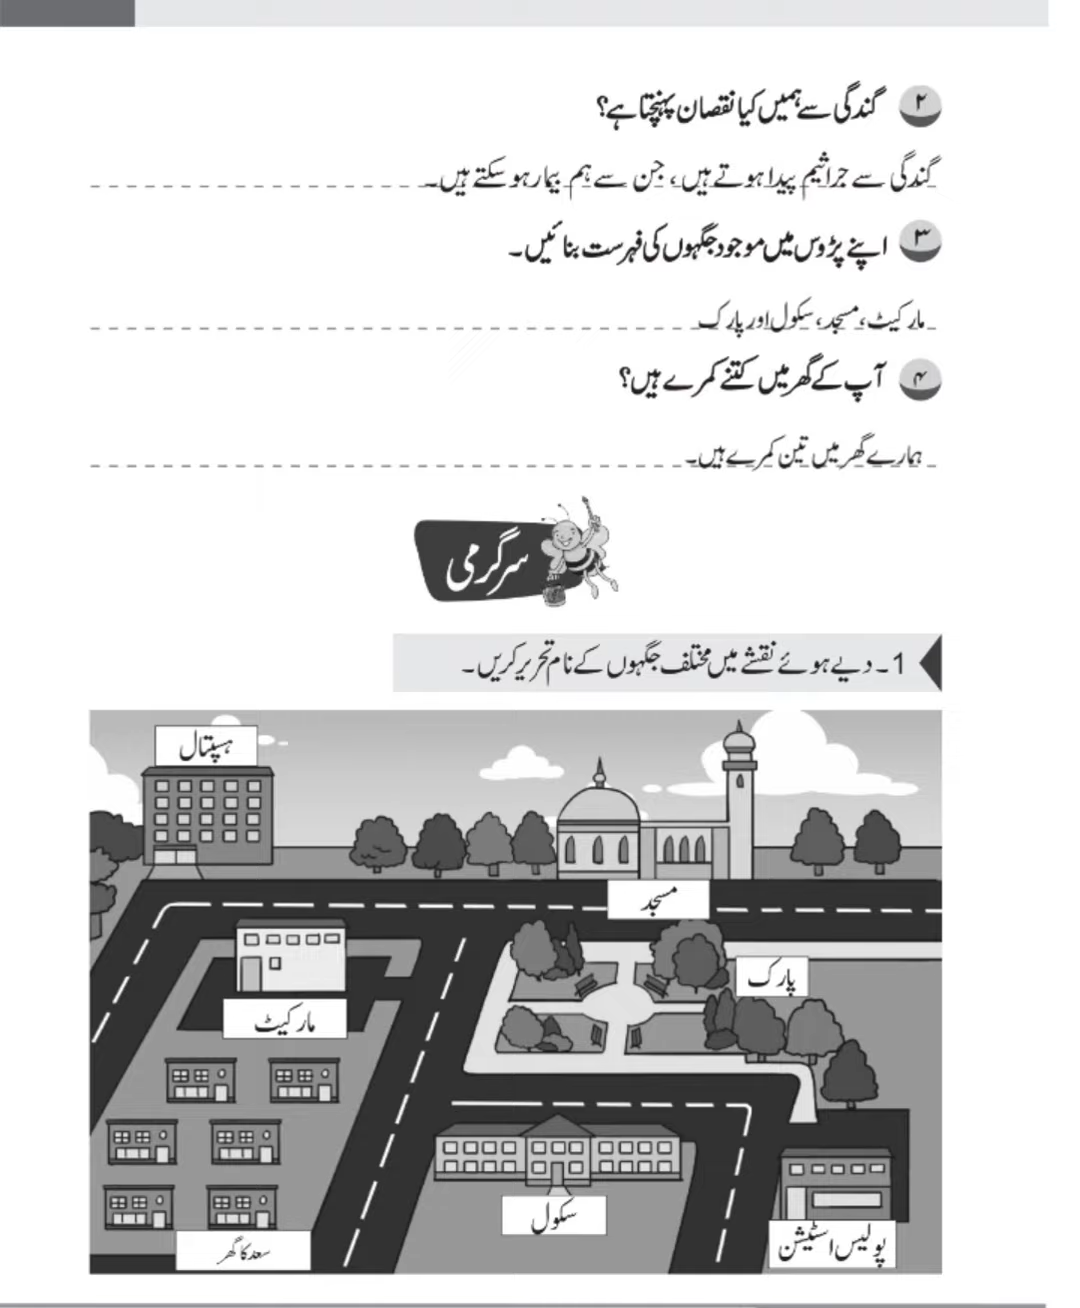 ۲ گندگی سے ہمیں کیا نقصان پہنچتا ہے؟
گندگی سے جراثیم پیدا ہوتے ہیں، جن سے ہم بیمار ہو سکتے ہیں۔
۳ اپنے پڑوس میں موجود جگہوں کی فہرست بنائیں۔
مارکیٹ، مسجد، سکول اور پارک
۴ آپ کے گھر میں کتنے کمرے ہیں؟
ہمارے گھر میں تین کمرے ہیں۔
سرگرمی
1۔ دیے ہوئے نقشے میں مختلف جگہوں کے نام تحریر کریں۔
ہسپتال
مسجد
پارک
مارکیٹ
سکول
پولیس اسٹیشن
سعد کا گھر